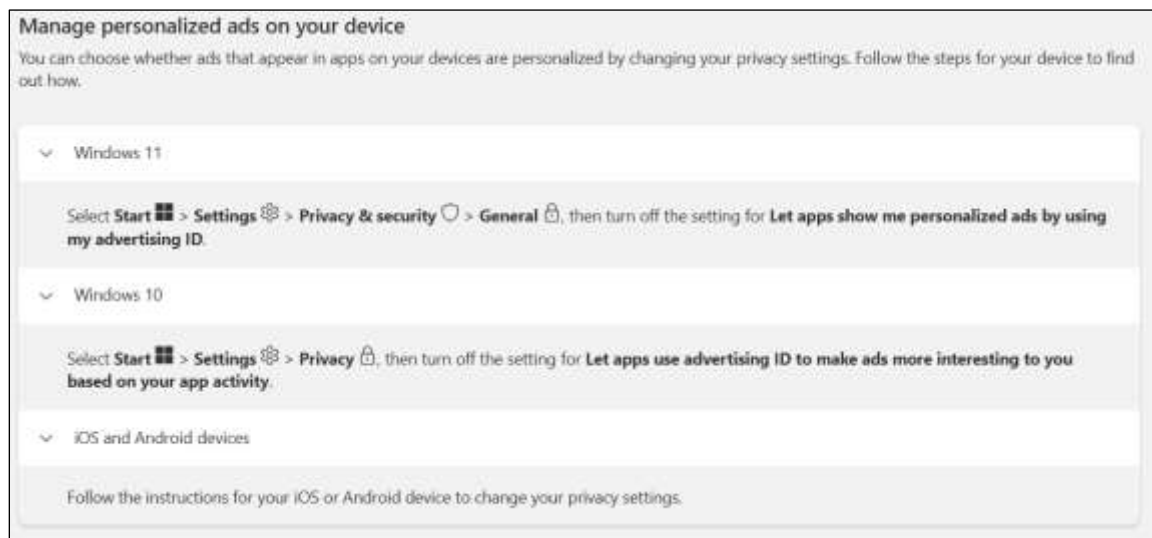 Manage personalized ads on your device
You can choose whether ads that appear in apps on your devices are personalized by changing your privacy settings. Follow the steps for your device to find
out how.
Windows 11
Select Start > Settings > Privacy & security > General , then turn off the setting for Let apps show me personalized ads by using
my advertising ID.
Windows 10
Select Start > Settings > Privacy , then turn off the setting for Let apps use advertising ID to make ads more interesting to you
based on your app activity.
iOS and Android devices
Follow the instructions for your iOS or Android device to change your privacy settings.